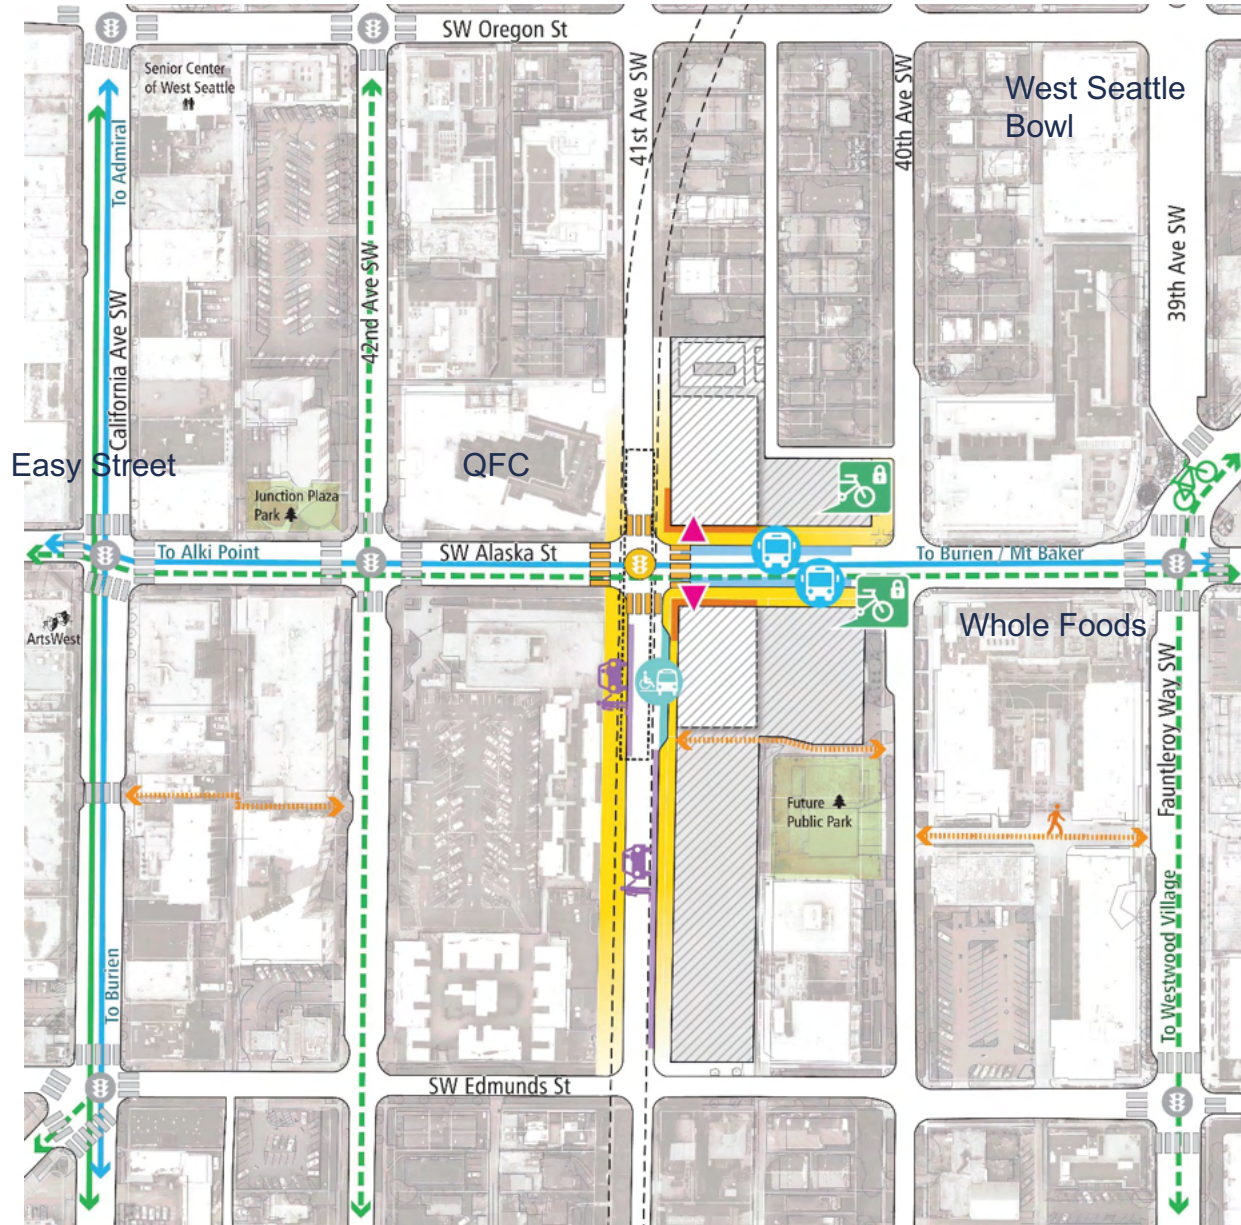 SW Oregon St
Senior Center
of West Seattle
41st Ave SW
40th Ave SW
West Seattle
Bowl
To Admiral
39th Ave SW
42nd Ave SW
California Ave SW
Easy Street
QFC
Junction Plaza
Park
To Alki Point
SW Alaska St
To Burien / Mt Baker
ArtsWest
Whole Foods
Fauntleroy Way SW
Future
Public Park
To Westwood Village
To Burien
SW Edmunds St